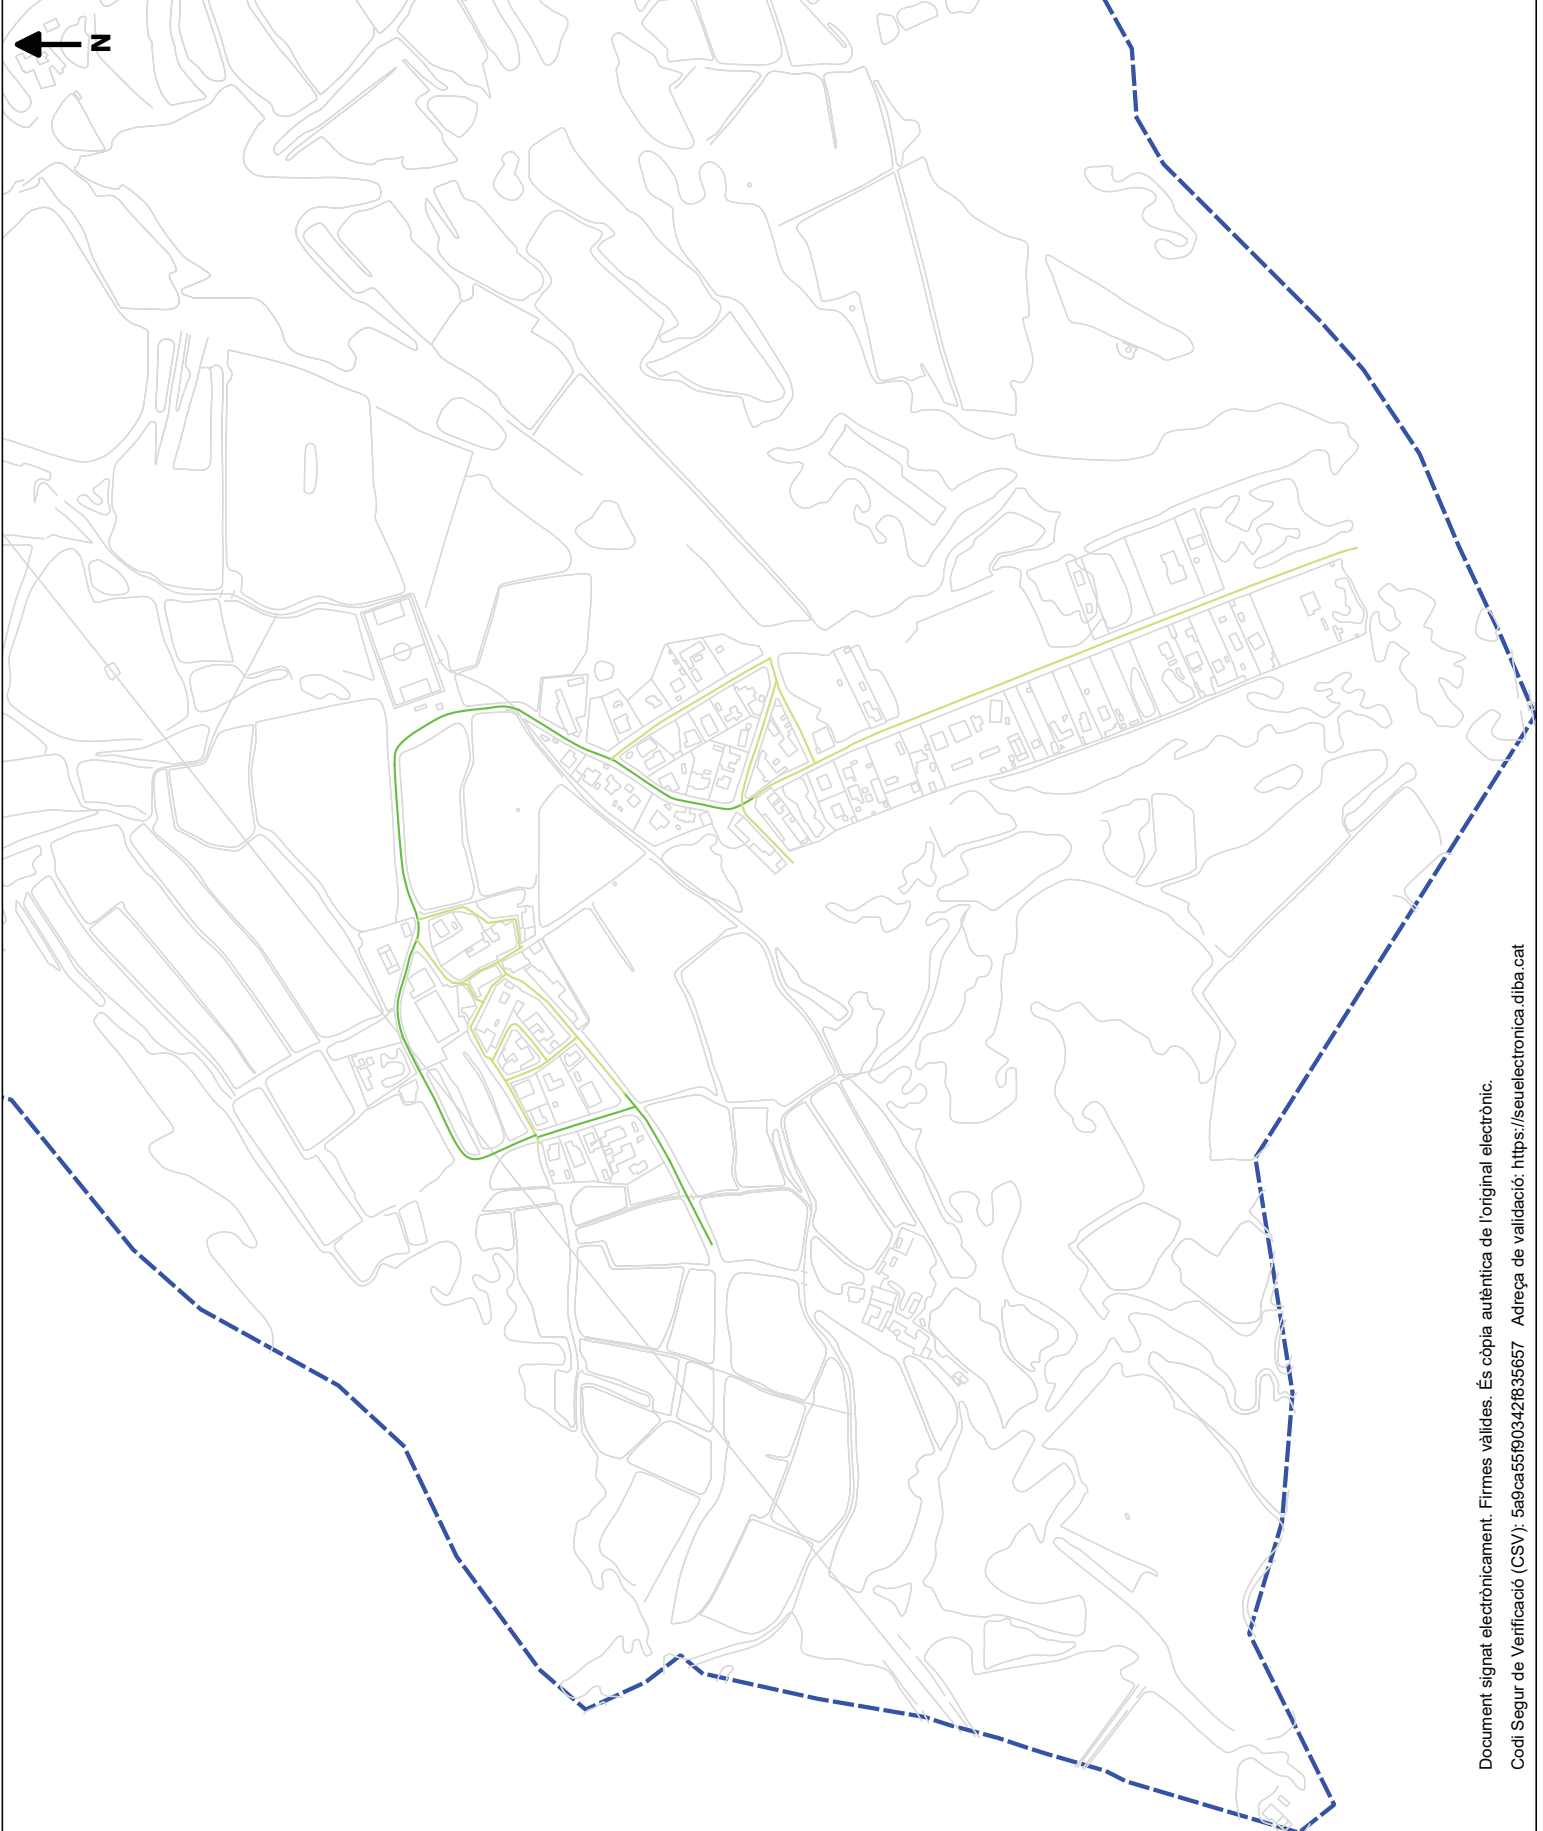 N
Document signat electrònicament. Firmes vàlides. És còpia autèntica de l'original electrònic.
Codi Segur de Verificació (CSV): 5a9ca55f90342f835657 Adreça de validació: https://seuelectronica.diba.cat